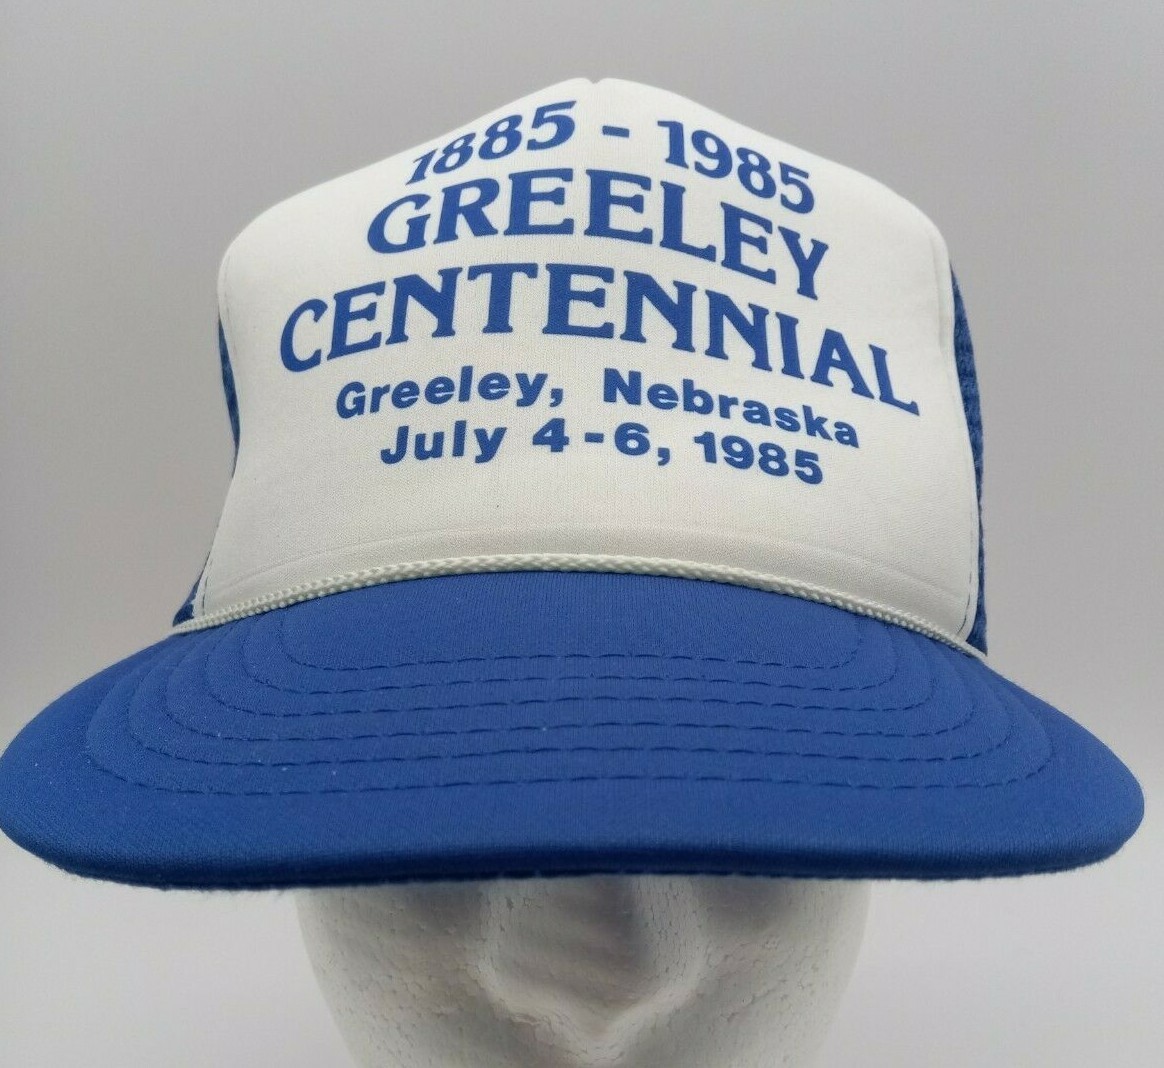 1885 - 1985
GREELEY
CENTENNIAL
Greeley, Nebraska
July 4-6, 1985